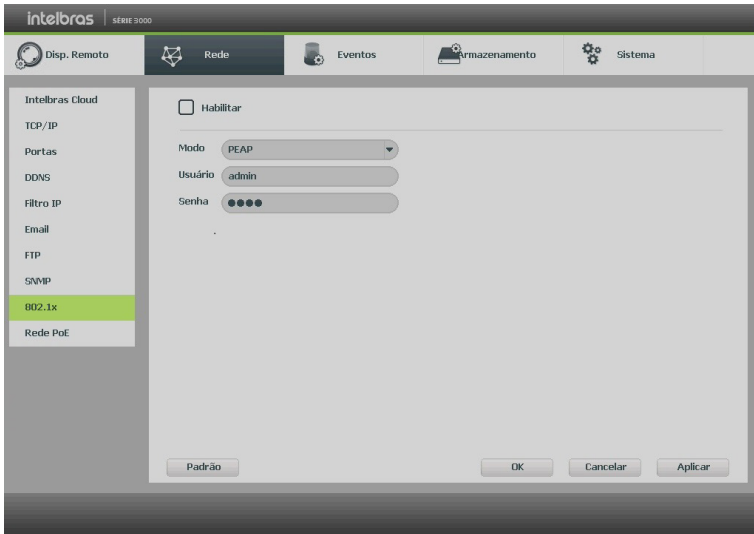 intelbras SÉRIE 3000
Disp. Remoto Rede Eventos Armazenamento Sistema
Intelbras Cloud
TCP/IP
Portas
DDNS
Filtro IP
Email
FTP
SNMP
802.1x
Rede PoE
Habilitar
Modo PEAP
Usuário admin
Senha ●●●●
Padrão OK Cancelar Aplicar